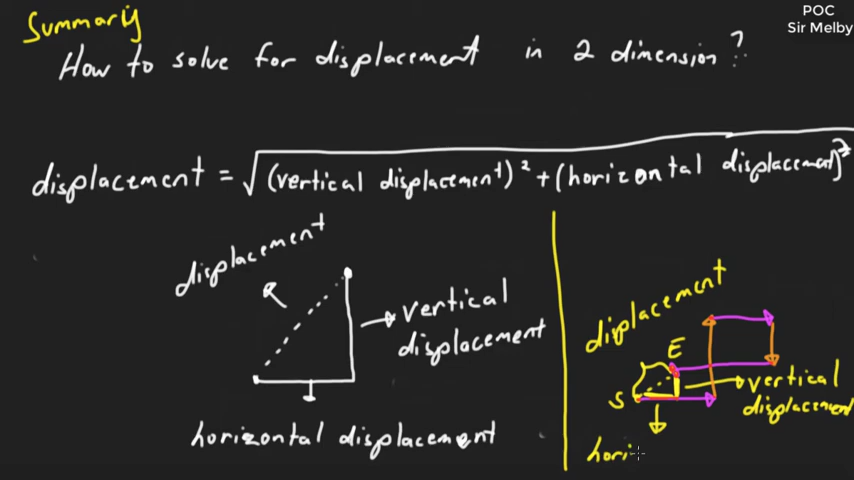 Summary
POC
Sir Melby
How to solve for displacement in 2 dimension?
displacement = √(vertical displacement)² + (horizontal displacement)²
displacement
vertical
displacement
horizontal displacement
displacement
E
S
vertical
displacement
hori